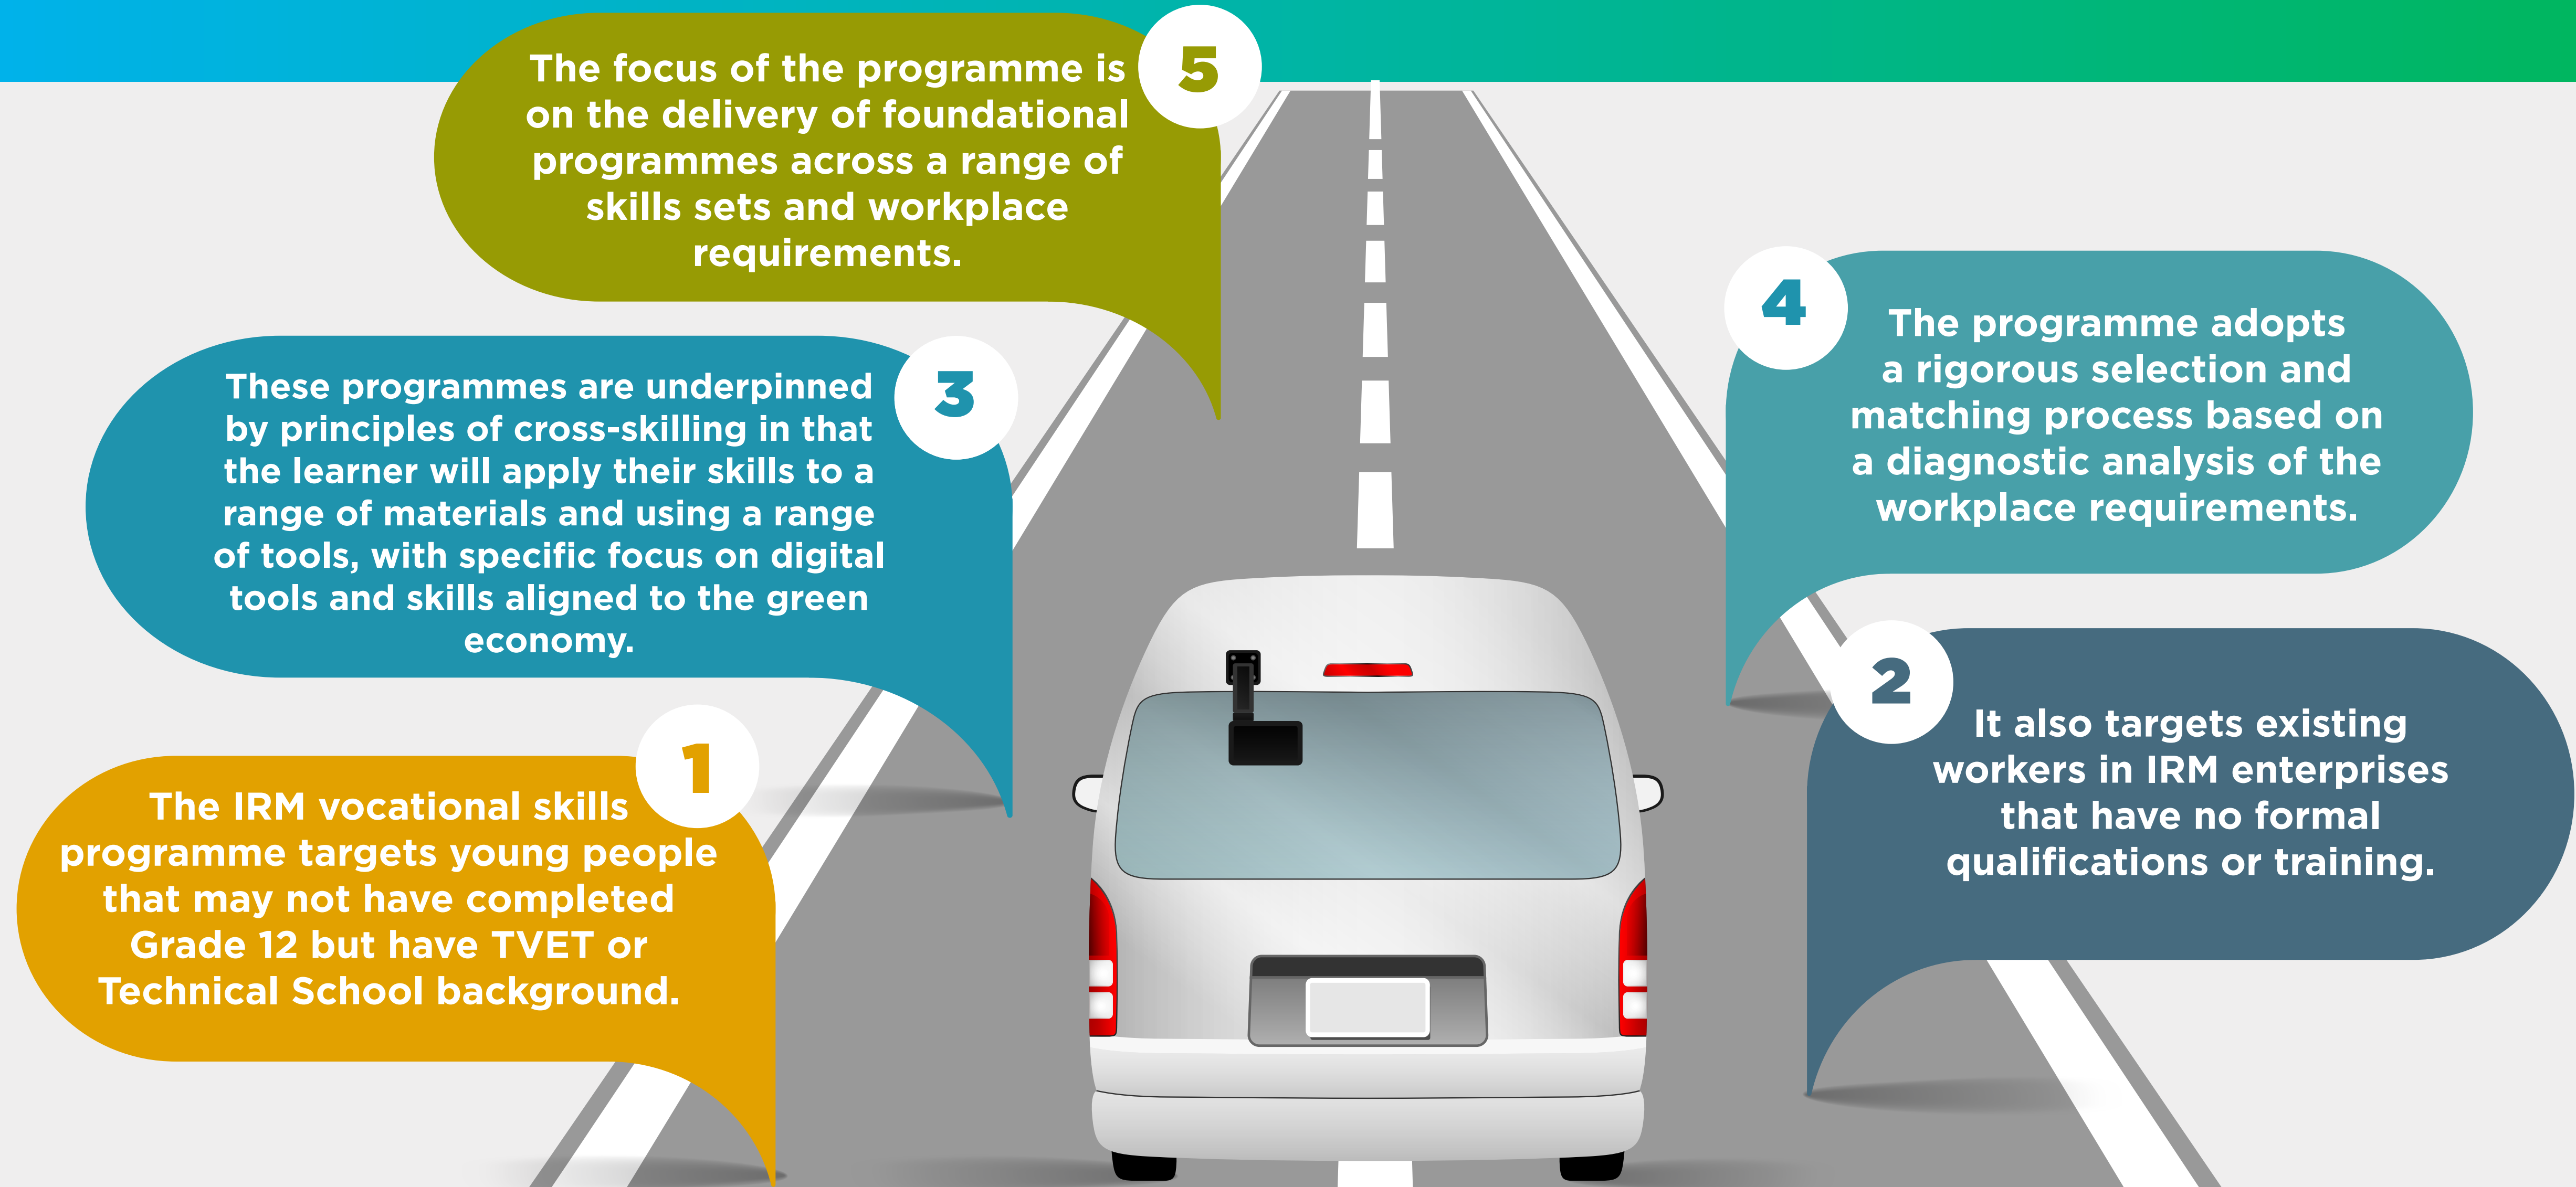 5
The focus of the programme is
on the delivery of foundational
programmes across a range of
skills sets and workplace
requirements.
4
The programme adopts
a rigorous selection and
matching process based on
a diagnostic analysis of the
workplace requirements.
3
These programmes are underpinned
by principles of cross-skilling in that
the learner will apply their skills to a
range of materials and using a range
of tools, with specific focus on digital
tools and skills aligned to the green
economy.
2
It also targets existing
workers in IRM enterprises
that have no formal
qualifications or training.
1
The IRM vocational skills
programme targets young people
that may not have completed
Grade 12 but have TVET or
Technical School background.